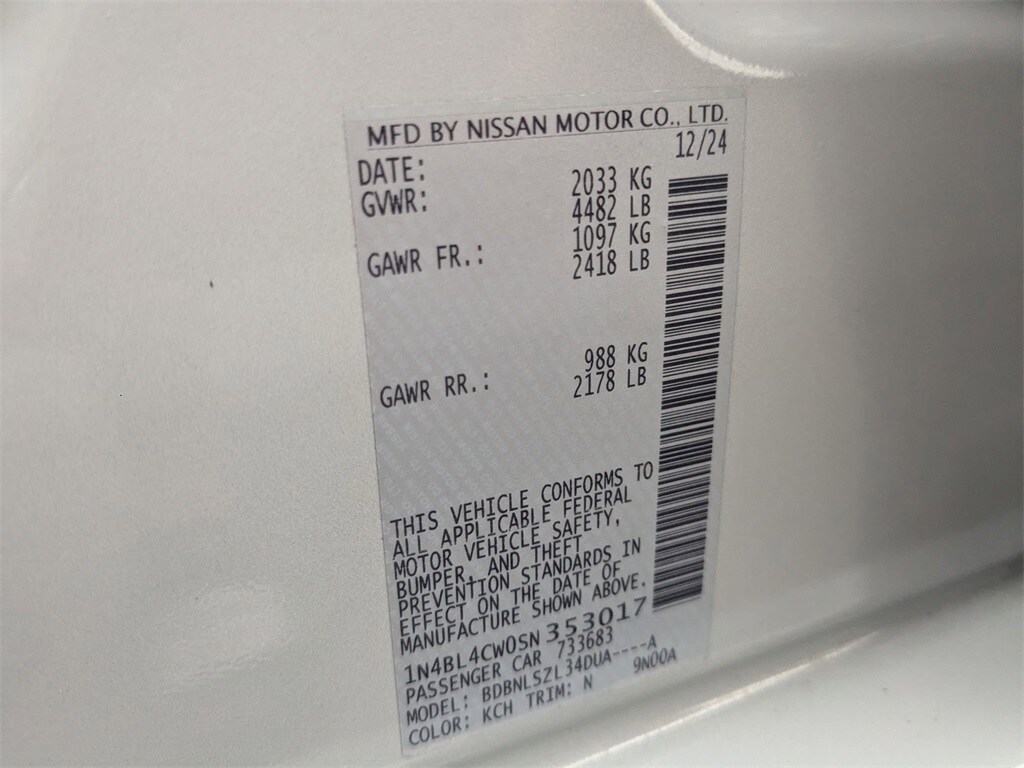 MFD BY NISSAN MOTOR CO., LTD.
DATE: 12/24
GVWR: 2033 KG
4482 LB
GAWR FR.: 1097 KG
2418 LB
GAWR RR.: 988 KG
2178 LB
THIS VEHICLE CONFORMS TO
ALL APPLICABLE FEDERAL
MOTOR VEHICLE SAFETY,
BUMPER, AND THEFT
PREVENTION STANDARDS IN
EFFECT ON THE DATE OF
MANUFACTURE SHOWN ABOVE.
1N4BL4CW0SN 353017
PASSENGER CAR 733683
MODEL: BDBNLSZL34DUA----A
COLOR: KCH TRIM: N 9N00A